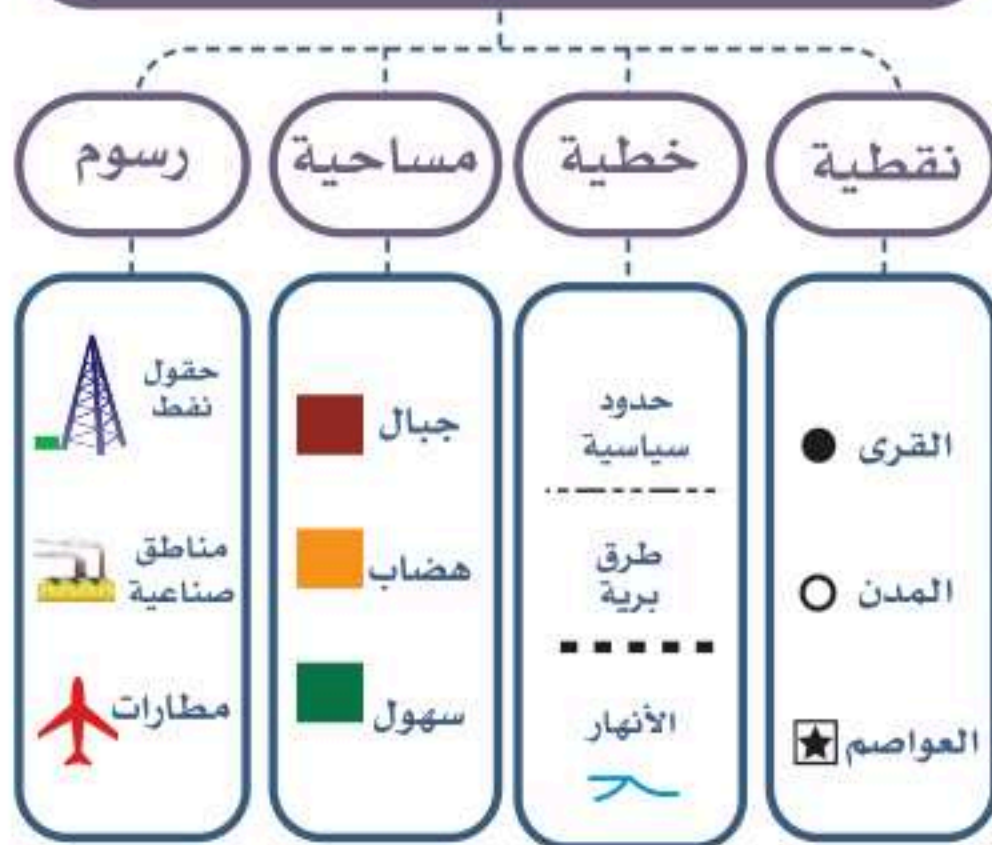 نقطية
خطية
مساحية
رسوم
القرى
المدن
العواصم
حدود
سياسية
طرق
برية
الأنهار
جبال
هضاب
سهول
حقول
نفط
مناطق
صناعية
مطارات